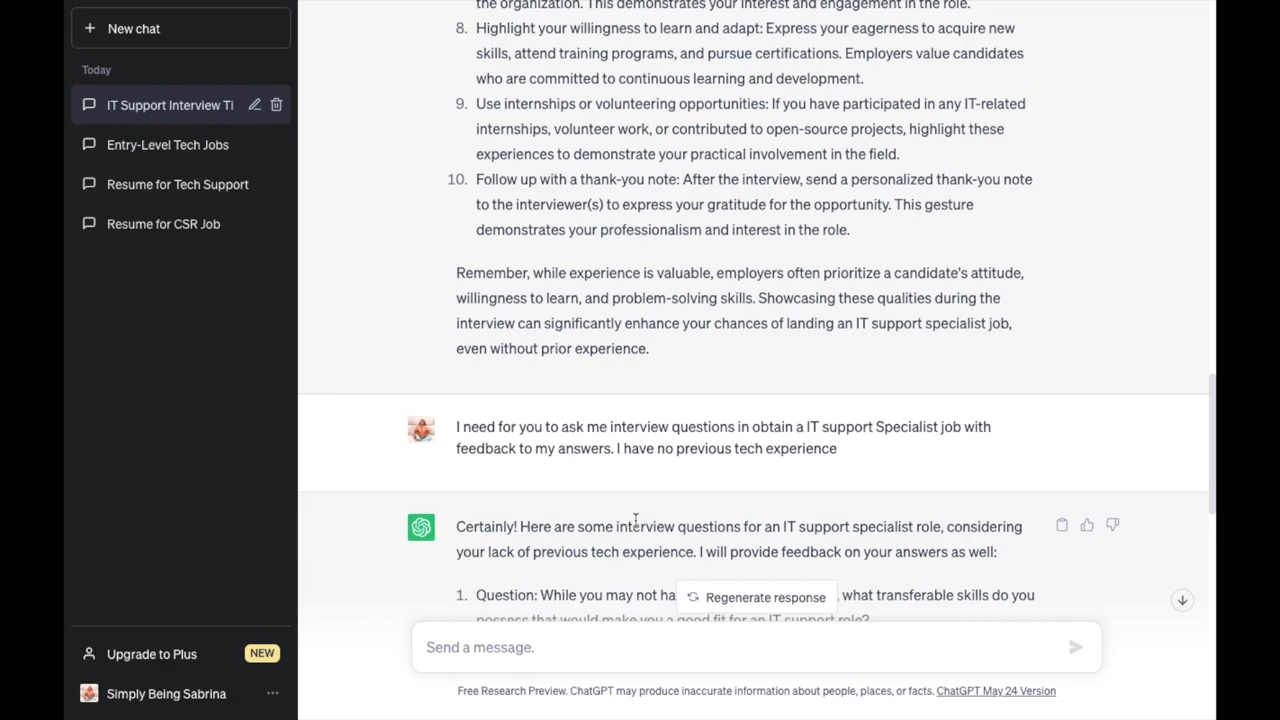 New chat
Today
IT Support Interview Ti
Entry-Level Tech Jobs
Resume for Tech Support
Resume for CSR Job
Upgrade to Plus NEW
Simply Being Sabrina
the organization. This demonstrates your interest and engagement in the role.
8. Highlight your willingness to learn and adapt: Express your eagerness to acquire new
skills, attend training programs, and pursue certifications. Employers value candidates
who are committed to continuous learning and development.
9. Use internships or volunteering opportunities: If you have participated in any IT-related
internships, volunteer work, or contributed to open-source projects, highlight these
experiences to demonstrate your practical involvement in the field.
10. Follow up with a thank-you note: After the interview, send a personalized thank-you note
to the interviewer(s) to express your gratitude for the opportunity. This gesture
demonstrates your professionalism and interest in the role.
Remember, while experience is valuable, employers often prioritize a candidate's attitude,
willingness to learn, and problem-solving skills. Showcasing these qualities during the
interview can significantly enhance your chances of landing an IT support specialist job,
even without prior experience.
I need for you to ask me interview questions in obtain a IT support Specialist job with
feedback to my answers. I have no previous tech experience
Certainly! Here are some interview questions for an IT support specialist role, considering
your lack of previous tech experience. I will provide feedback on your answers as well:
1. Question: While you may not ha , what transferable skills do you
Regenerate response
possess that would make you a good fit for an IT support role?
Send a message.
Free Research Preview. ChatGPT may produce inaccurate information about people, places, or facts. ChatGPT May 24 Version